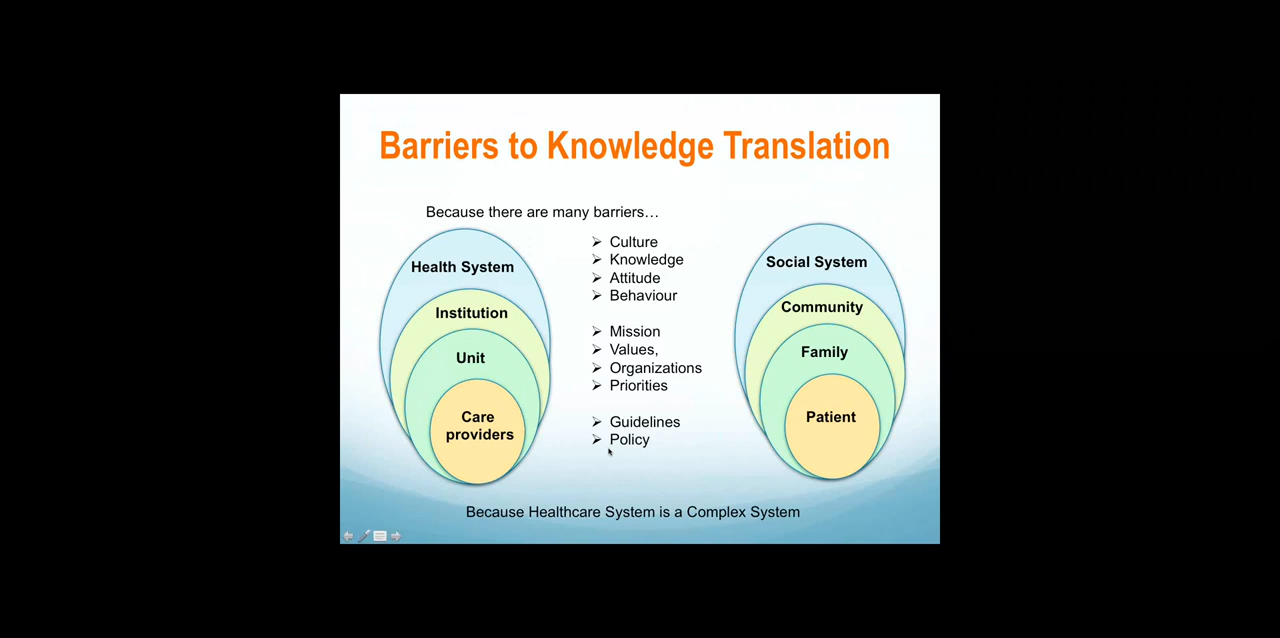 Barriers to Knowledge Translation
Because there are many barriers…
Health System
Institution
Unit
Care
providers
➢ Culture
➢ Knowledge
➢ Attitude
➢ Behaviour
➢ Mission
➢ Values,
➢ Organizations
➢ Priorities
➢ Guidelines
➢ Policy
Social System
Community
Family
Patient
Because Healthcare System is a Complex System